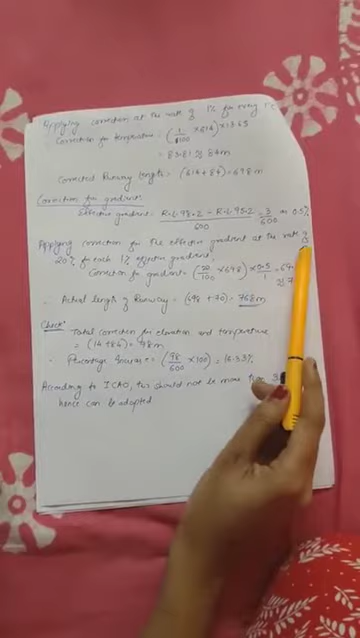 Applying correction at the rate of 1% for every 1°C
Correction for temperature = (1/100 × 614) × 13.65
= 83.81 ≈ 84m
Corrected Runway length = (614 + 84) = 698m
Correction for gradient
Effective gradient = R.L 98.2 - R.L 95.2 / 600 = 3/600 or 0.5%
Applying correction for the effective gradient at the rate of
20% for each 1% effective gradient,
Correction for gradient = (20/100 × 698) × 0.5/1 = 69
≈ 7
Actual length of Runway = (698 + 70) = 768m
Check:
Total correction for elevation and temperature
= (14 + 84) = 98m
Percentage increase = (98/600 × 100) = 16.33%
According to ICAO, this should not be more than 3
hence can be adopted